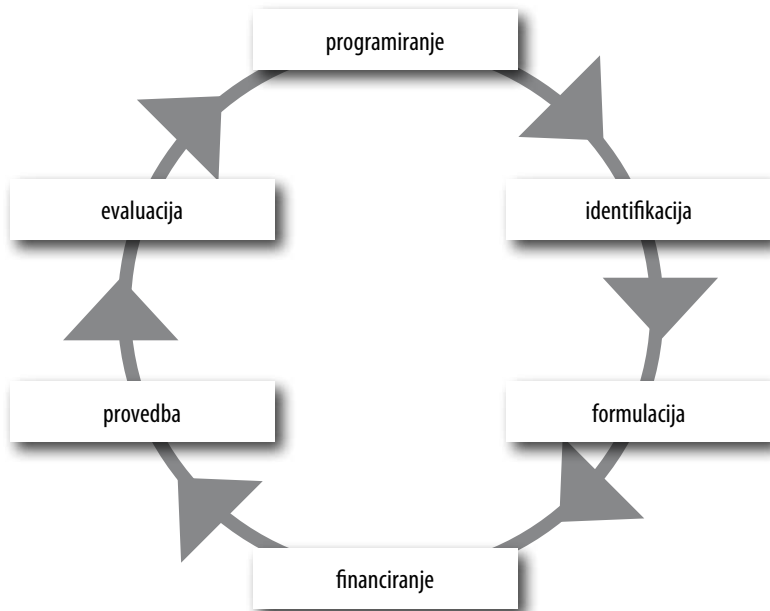 programiranje
identifikacija
formulacija
financiranje
provedba
evaluacija